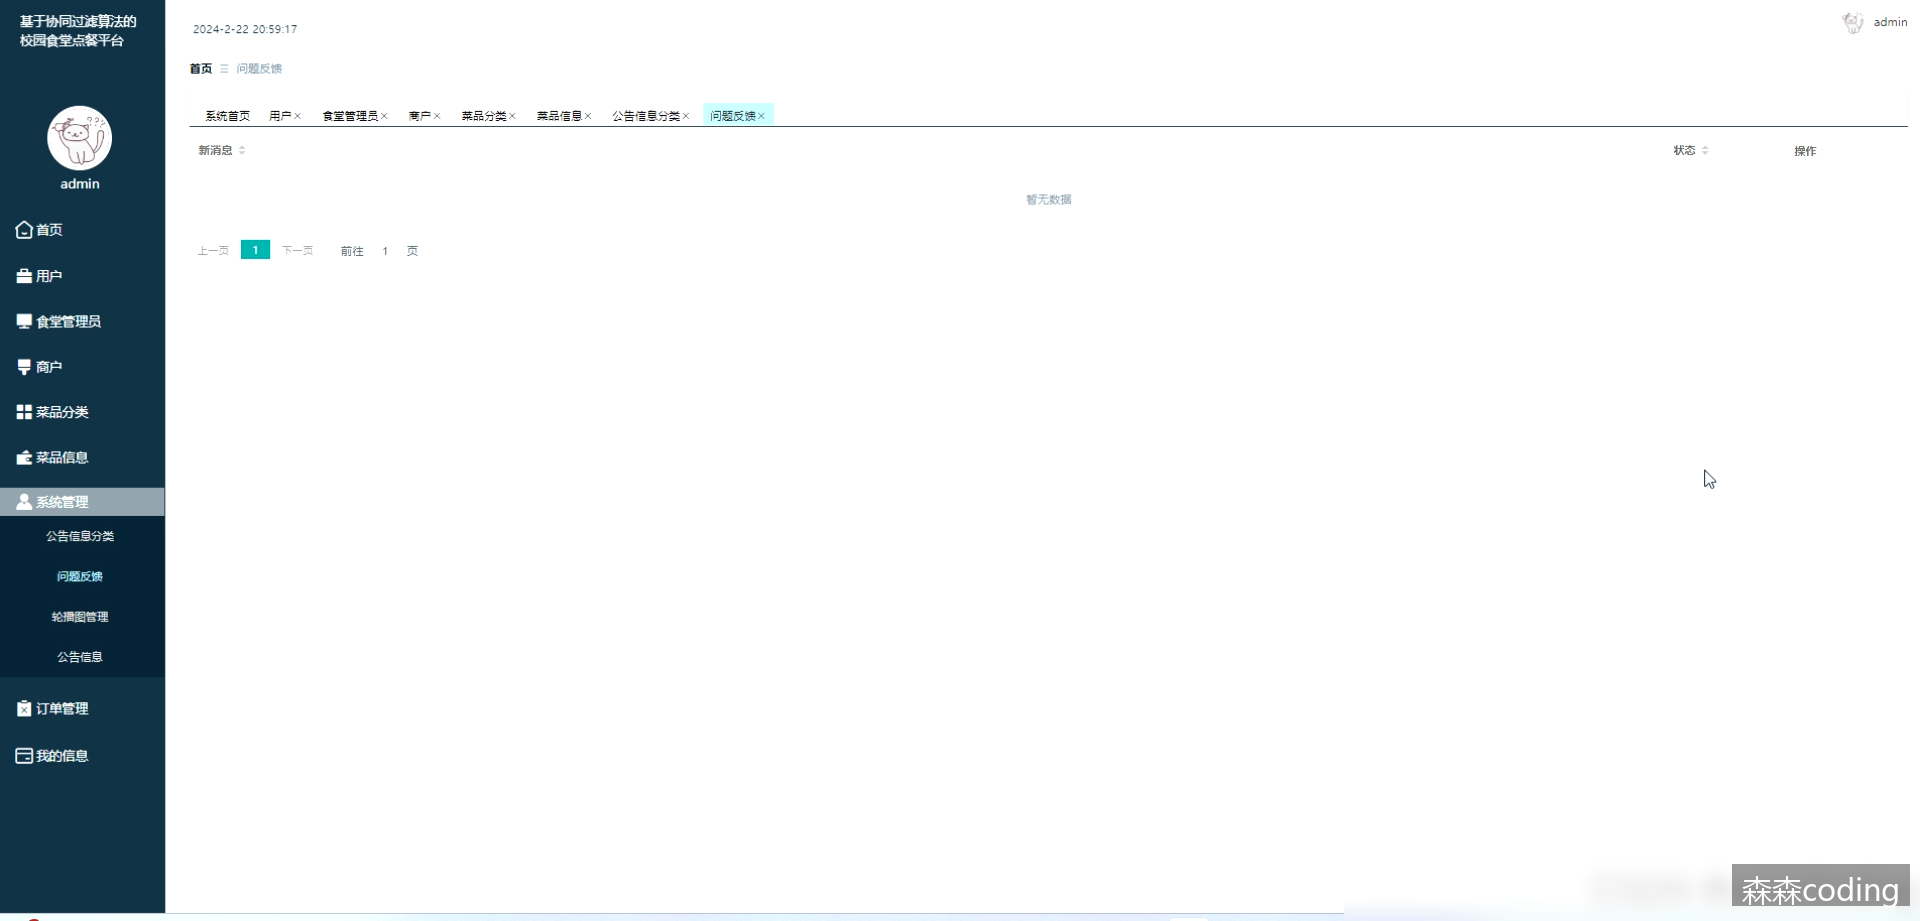 基于协同过滤算法的
校园食堂点餐平台
admin
首页
用户
食堂管理员
商户
菜品分类
菜品信息
系统管理
公告信息分类
问题反馈
轮播图管理
公告信息
订单管理
我的信息
2024-2-22 20:59:17
admin
首页 问题反馈
系统首页 用户 食堂管理员 商户 菜品分类 菜品信息 公告信息分类 问题反馈
新消息 状态 操作
暂无数据
上一页 1 下一页 前往 1 页
森森coding